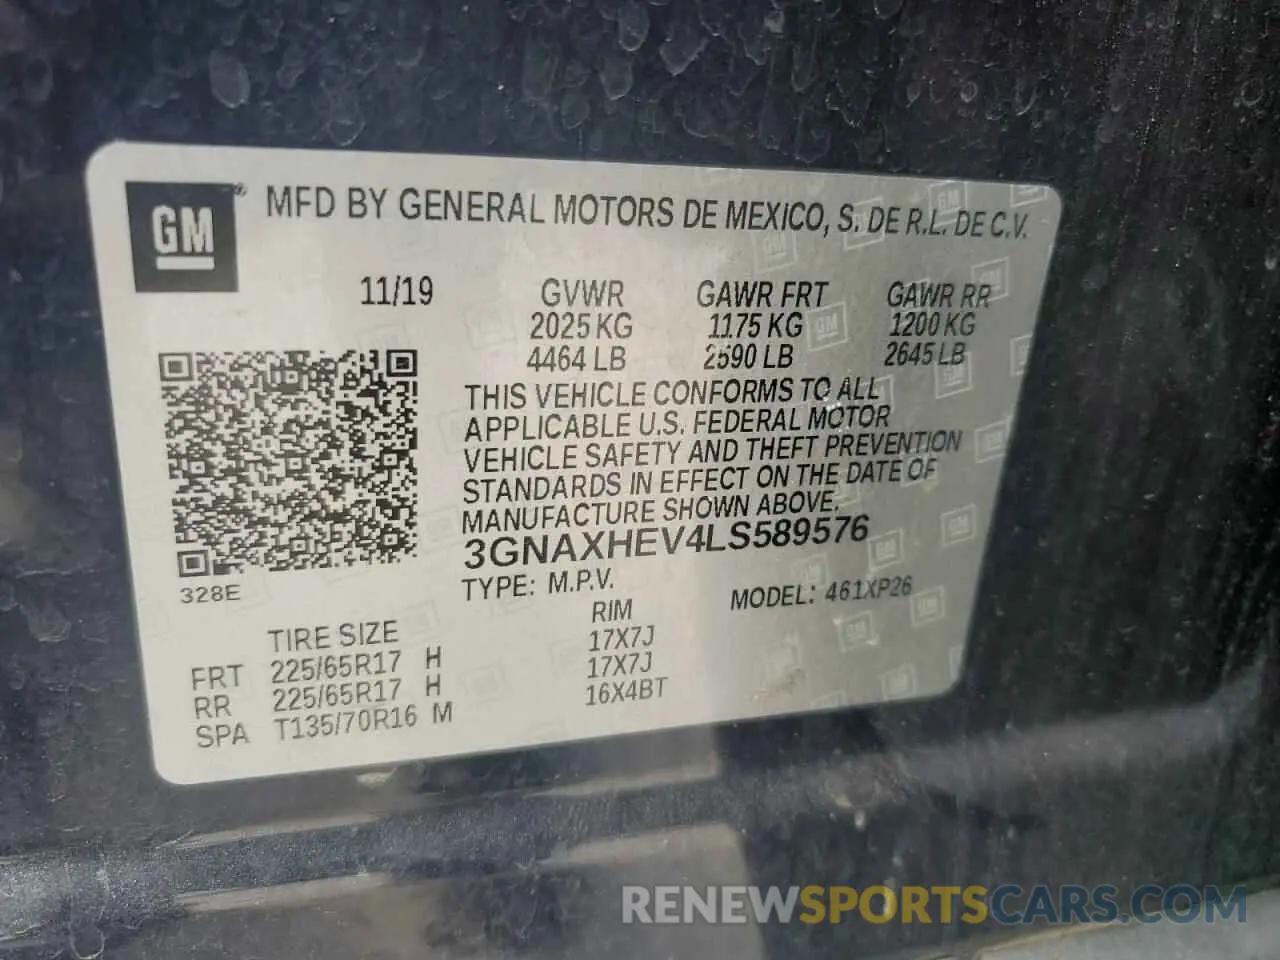 GM® MFD BY GENERAL MOTORS DE MEXICO, S. DE R.L. DE C.V.
11/19 GVWR GAWR FRT GAWR RR
2025 KG 1175 KG 1200 KG
4464 LB 2590 LB 2645 LB
THIS VEHICLE CONFORMS TO ALL
APPLICABLE U.S. FEDERAL MOTOR
VEHICLE SAFETY AND THEFT PREVENTION
STANDARDS IN EFFECT ON THE DATE OF
MANUFACTURE SHOWN ABOVE.
3GNAXHEV4LS589576
328E
TYPE: M.P.V. MODEL: 461XP26
TIRE SIZE RIM
FRT 225/65R17 H 17X7J
RR 225/65R17 H 17X7J
SPA T135/70R16 M 16X4BT
RENEWSPORTSCARS.COM